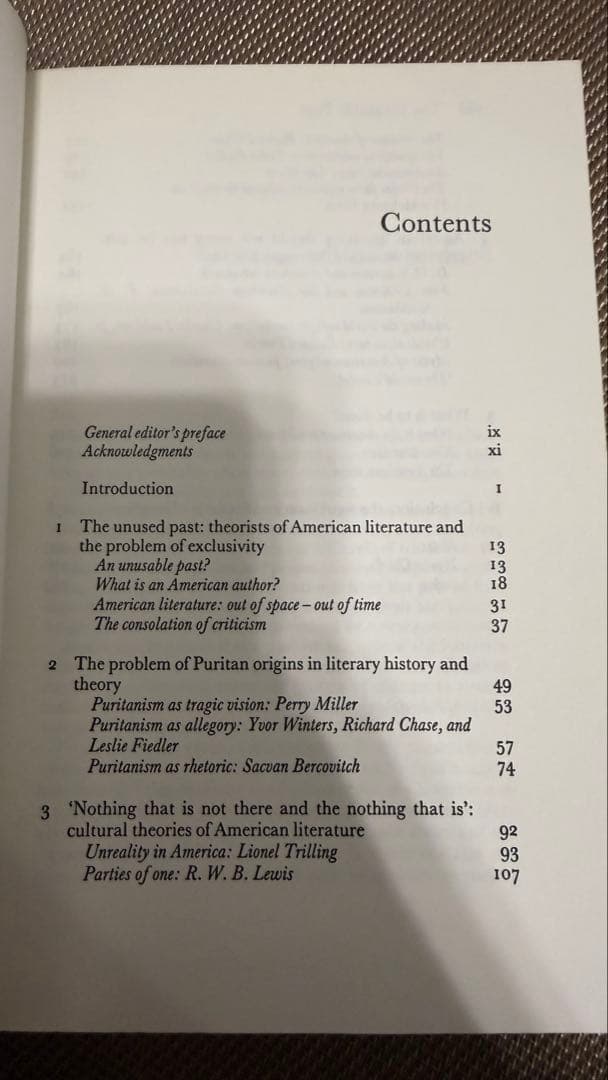 Contents
General editor's preface ix
Acknowledgments xi
Introduction 1
1 The unused past: theorists of American literature and
the problem of exclusivity 13
An unusable past? 13
What is an American author? 18
American literature: out of space – out of time 31
The consolation of criticism 37
2 The problem of Puritan origins in literary history and
theory 49
Puritanism as tragic vision: Perry Miller 53
Puritanism as allegory: Yvor Winters, Richard Chase, and
Leslie Fiedler 57
Puritanism as rhetoric: Sacvan Bercovitch 74
3 'Nothing that is not there and the nothing that is':
cultural theories of American literature 92
Unreality in America: Lionel Trilling 93
Parties of one: R. W. B. Lewis 107